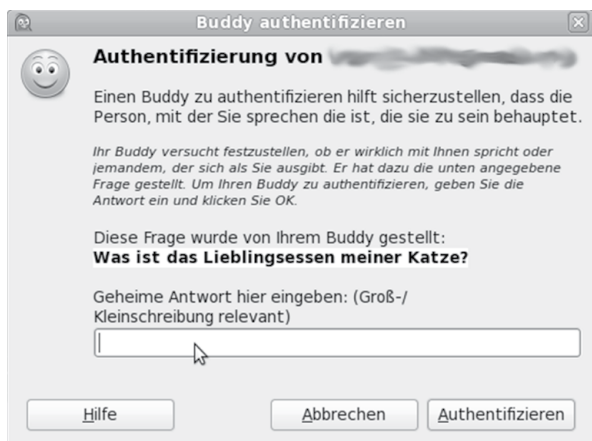 Buddy authentifizieren
Authentifizierung von
Einen Buddy zu authentifizieren hilft sicherzustellen, dass die
Person, mit der Sie sprechen die ist, die sie zu sein behauptet.
Ihr Buddy versucht festzustellen, ob er wirklich mit Ihnen spricht oder
jemandem, der sich als Sie ausgibt. Er hat dazu die unten angegebene
Frage gestellt. Um Ihren Buddy zu authentifizieren, geben Sie die
Antwort ein und klicken Sie OK.
Diese Frage wurde von Ihrem Buddy gestellt:
Was ist das Lieblingsessen meiner Katze?
Geheime Antwort hier eingeben: (Groß-/
Kleinschreibung relevant)
Hilfe Abbrechen Authentifizieren